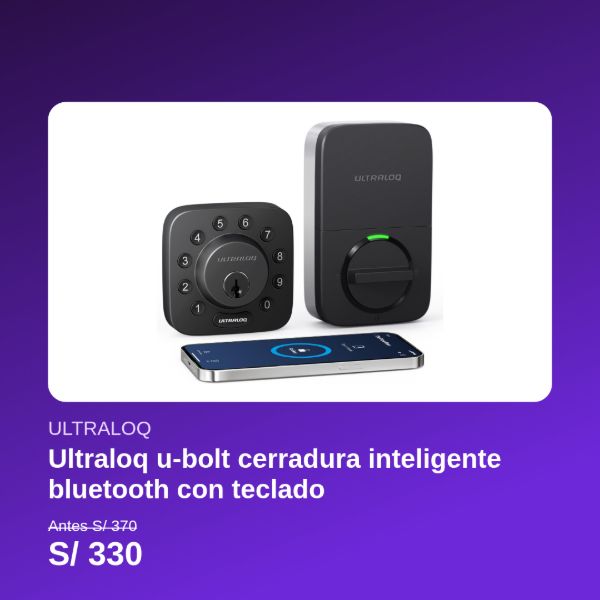 ULTRALOQ
5 6
4 7
3 8
ULTRALOQ
2 9
1 0
ULTRALOQ
ULTRALOQ
Ultraloq u-bolt cerradura inteligente
bluetooth con teclado
Antes S/ 370
S/ 330